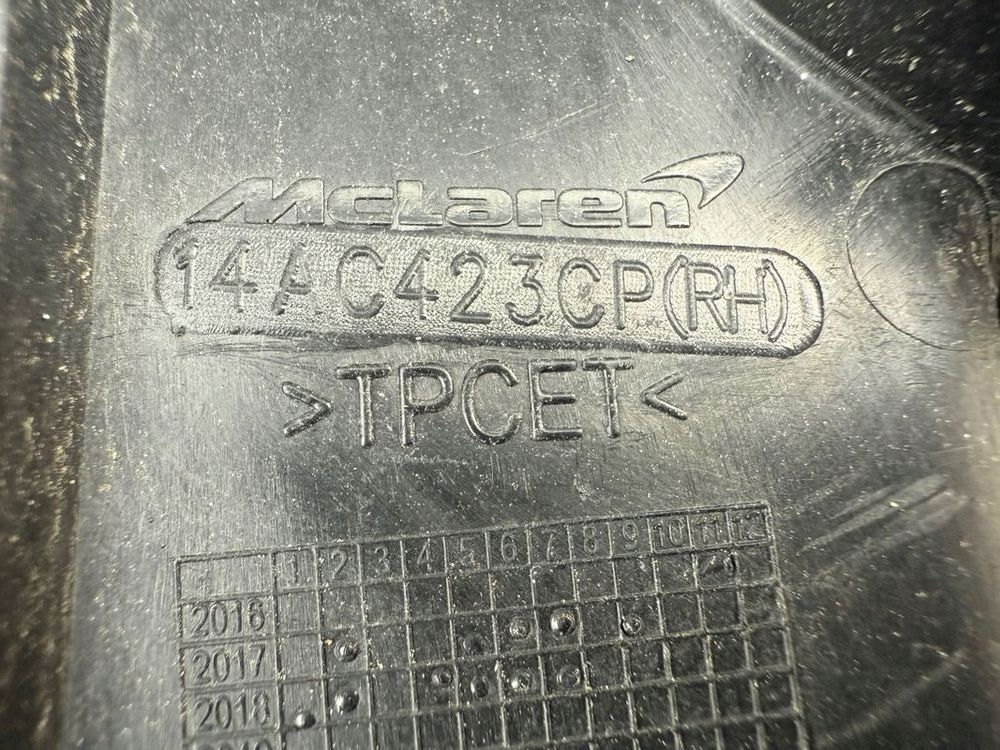 McLaren
14AC423CP(RH)
>TPCET<
1 2 3 4 5 6 7 8 9 10 11 12
2016
2017
2018